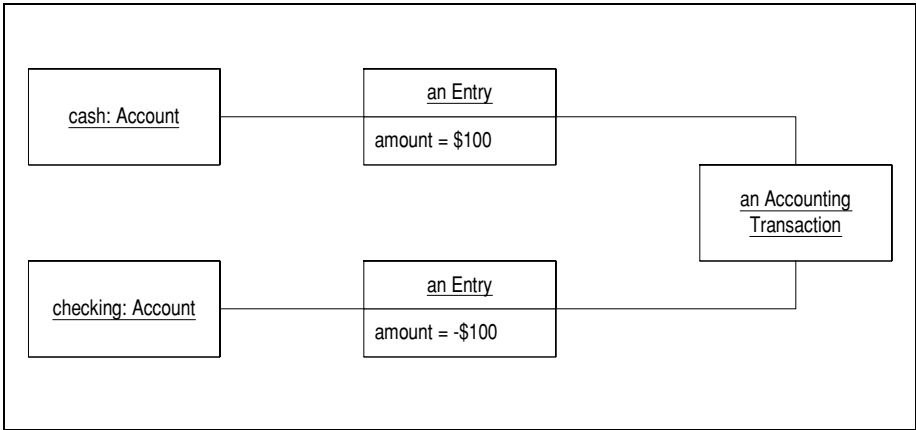 cash: Account
an Entry
amount = $100
an Accounting
Transaction
checking: Account
an Entry
amount = -$100